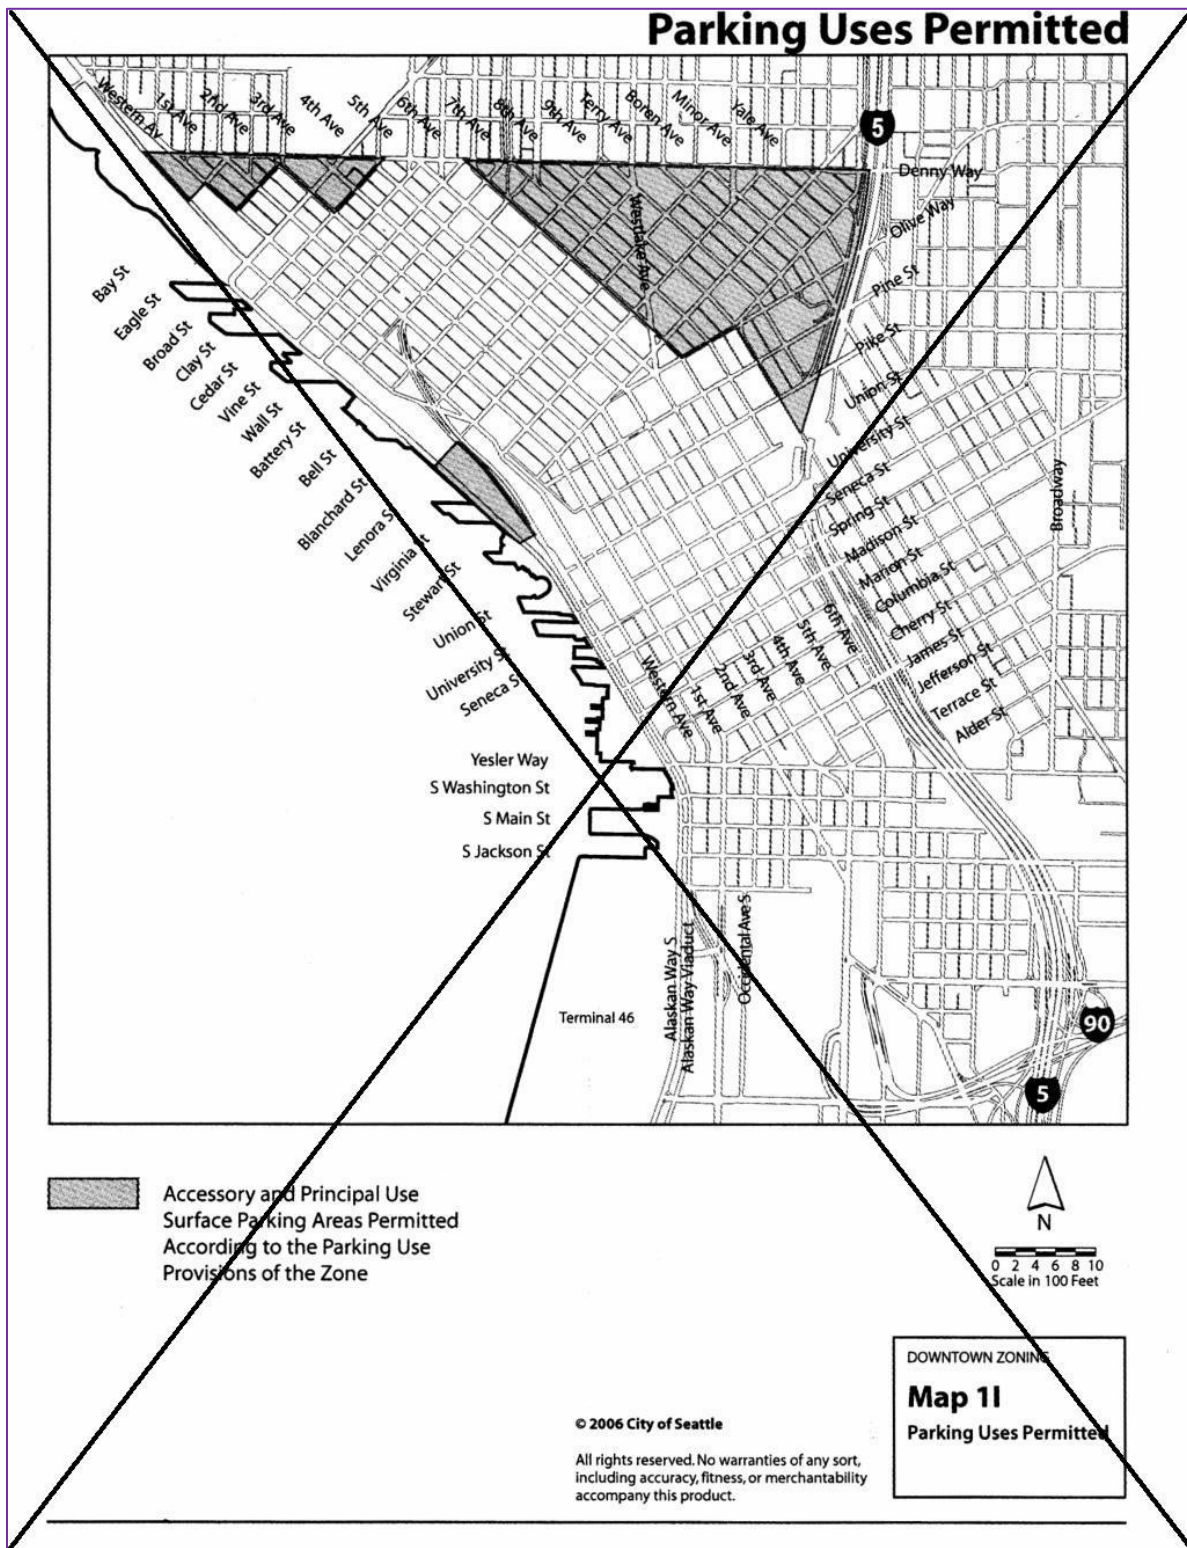 Parking Uses Permitted
Western Av
1st Ave
2nd Ave
3rd Ave
4th Ave
5th Ave
6th Ave
7th Ave
8th Ave
9th Ave
Terry Ave
Boren Ave
Minor Ave
Yale Ave
5
Denny Way
Olive Way
Westlake Ave
Pine St
Pike St
Union St
University St
Seneca St
Spring St
Madison St
Marion St
Columbia St
Cherry St
James St
Jefferson St
Terrace St
Alder St
Broadway
Bay St
Eagle St
Broad St
Clay St
Cedar St
Vine St
Wall St
Battery St
Bell St
Blanchard St
Lenora S
Virginia St
Stewart St
Union St
University St
Seneca S
Yesler Way
S Washington St
S Main St
S Jackson St
Western Ave
1st Ave
2nd Ave
3rd Ave
4th Ave
5th Ave
6th Ave
Alaskan Way S
Alaskan Way Viaduct
Occidental Ave S
Terminal 46
90
5
Accessory and Principal Use
Surface Parking Areas Permitted
According to the Parking Use
Provisions of the Zone
N
0 2 4 6 8 10
Scale in 100 Feet
DOWNTOWN ZONING
Map 1I
Parking Uses Permitted
© 2006 City of Seattle
All rights reserved. No warranties of any sort,
including accuracy, fitness, or merchantability
accompany this product.